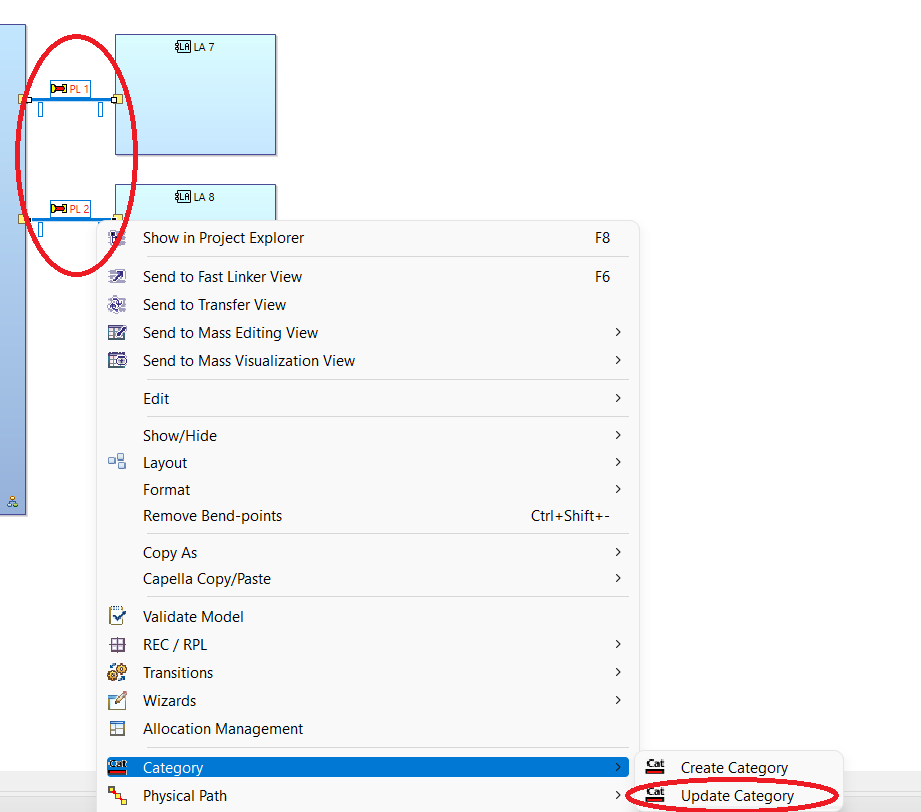 LA LA 7
PL 1
LA LA 8
PL 2
Show in Project Explorer F8
Send to Fast Linker View F6
Send to Transfer View
Send to Mass Editing View
Send to Mass Visualization View
Edit
Show/Hide
Layout
Format
Remove Bend-points Ctrl+Shift+-
Copy As
Capella Copy/Paste
Validate Model
REC / RPL
Transitions
Wizards
Allocation Management
Cat Category
Cat Create Category
Physical Path
Cat Update Category